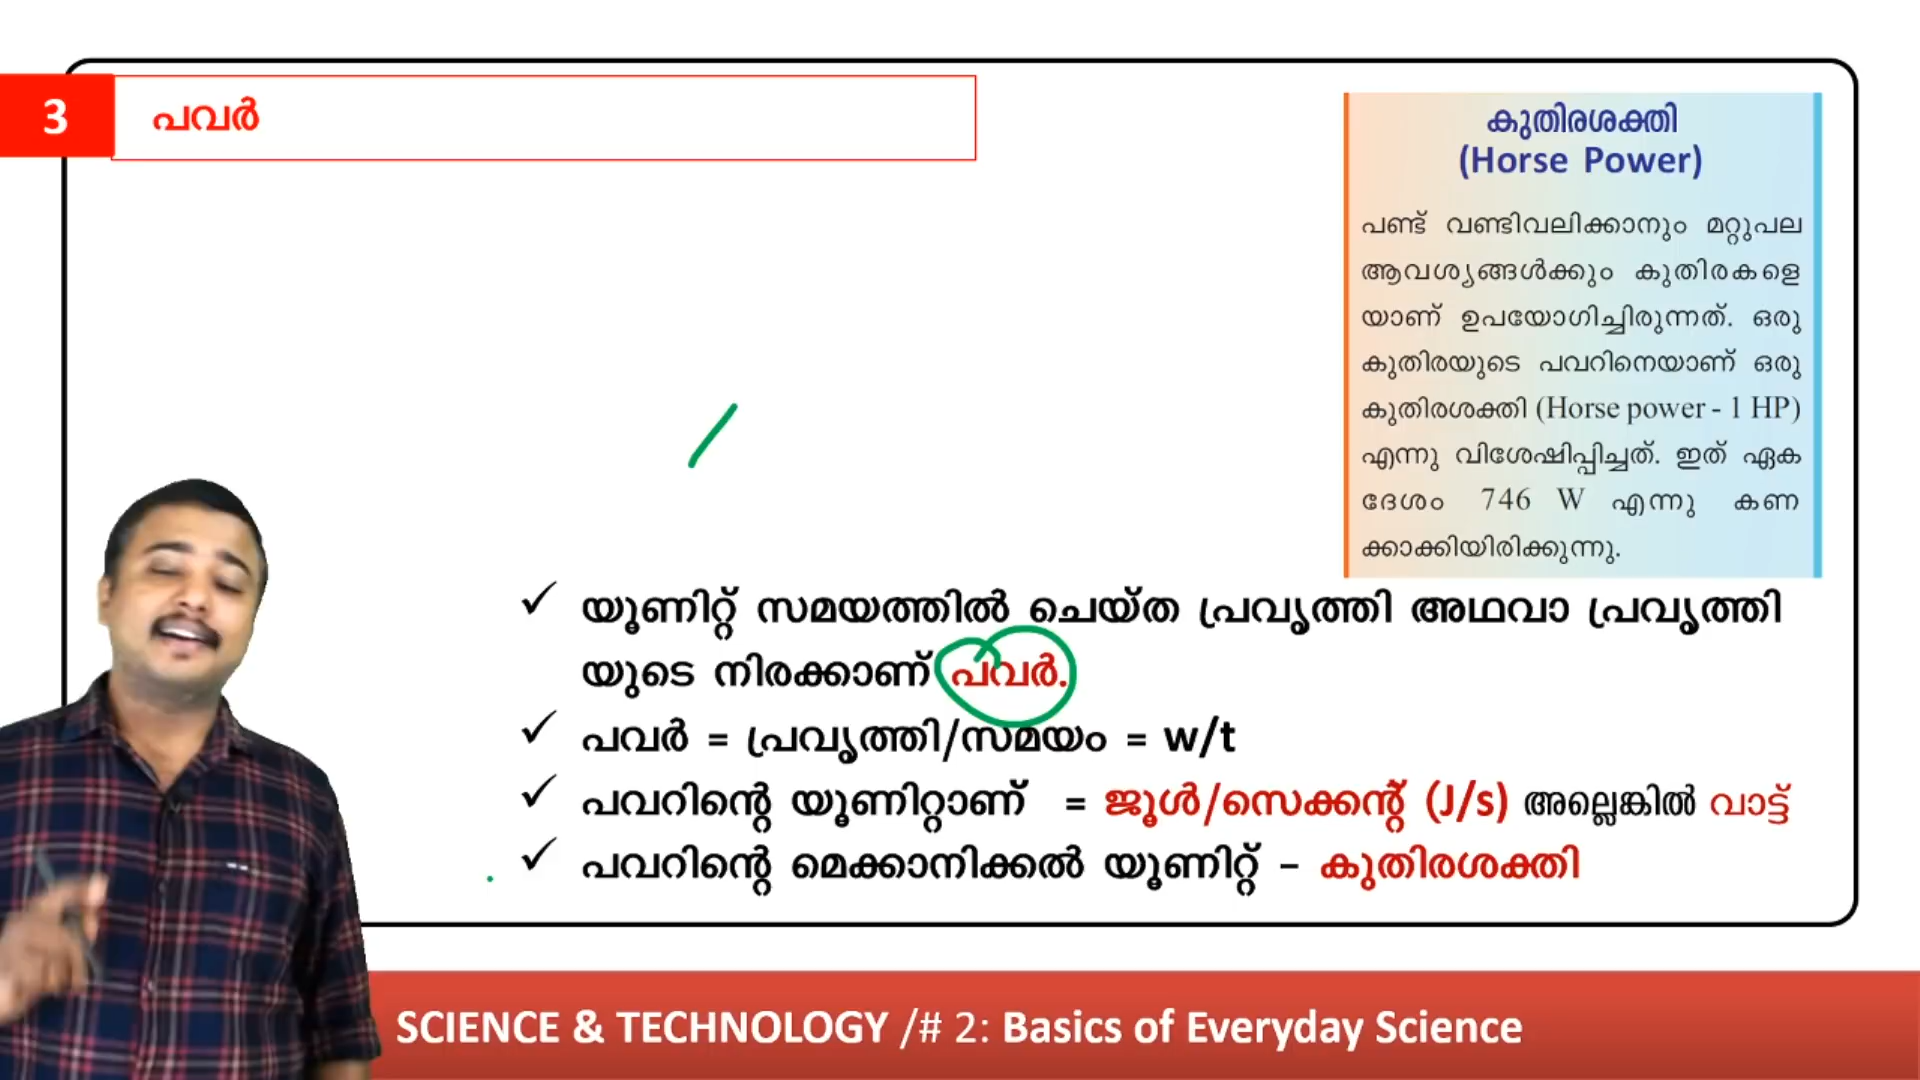 3
പവർ
കുതിരശക്തി
(Horse Power)
പണ്ട് വണ്ടിവലിക്കാനും മറ്റുപല
ആവശ്യങ്ങൾക്കും കുതിരകളെ
യാണ് ഉപയോഗിച്ചിരുന്നത്. ഒരു
കുതിരയുടെ പവറിനെയാണ് ഒരു
കുതിരശക്തി (Horse power - 1 HP)
എന്നു വിശേഷിപ്പിച്ചത്. ഇത് ഏക
ദേശം 746 W എന്നു കണ
ക്കാക്കിയിരിക്കുന്നു.
✓ യൂണിറ്റ് സമയത്തിൽ ചെയ്ത പ്രവൃത്തി അഥവാ പ്രവൃത്തി
യുടെ നിരക്കാണ് പവർ.
✓ പവർ = പ്രവൃത്തി/സമയം = w/t
✓ പവറിന്റെ യൂണിറ്റാണ് = ജൂൾ/സെക്കന്റ് (J/s) അല്ലെങ്കിൽ വാട്ട്
✓ പവറിന്റെ മെക്കാനിക്കൽ യൂണിറ്റ് – കുതിരശക്തി
SCIENCE & TECHNOLOGY /# 2: Basics of Everyday Science